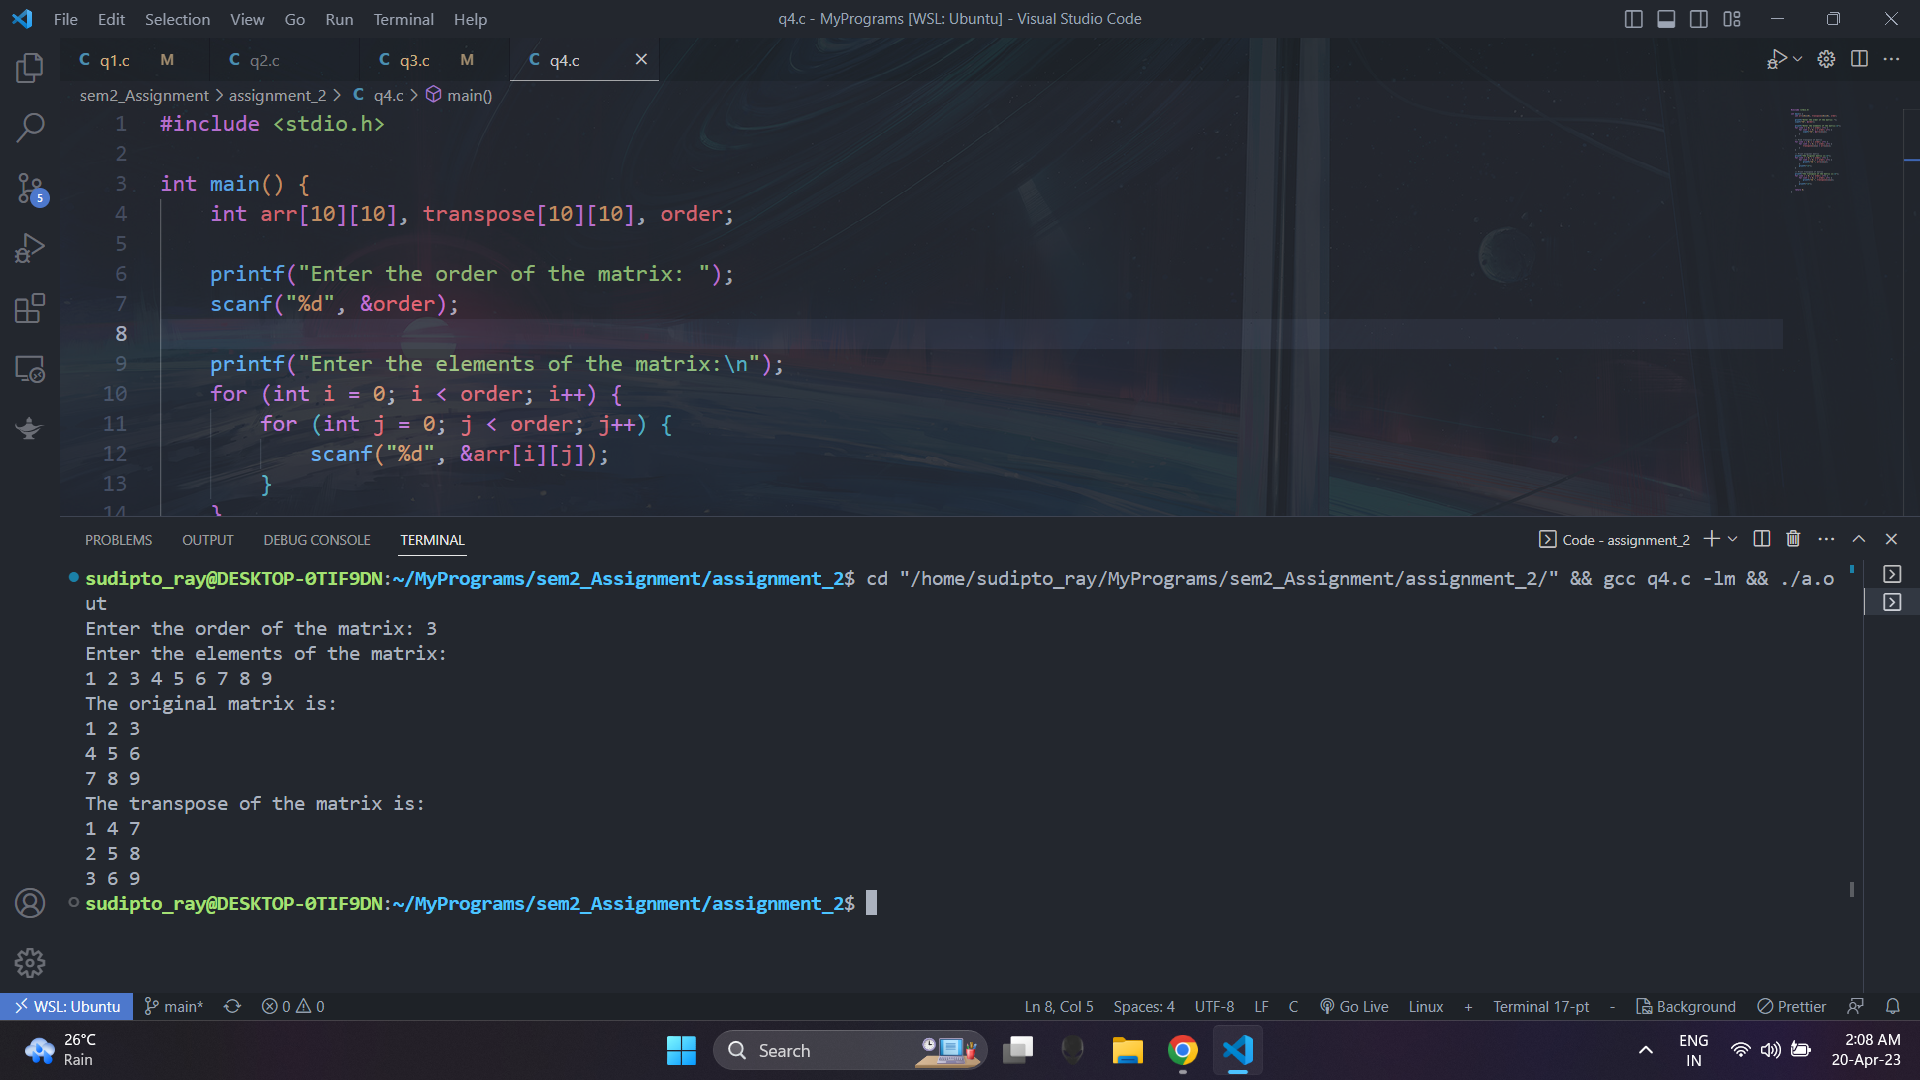 File Edit Selection View Go Run Terminal Help
q4.c - MyPrograms [WSL: Ubuntu] - Visual Studio Code
C q1.c M C q2.c C q3.c M C q4.c
sem2_Assignment > assignment_2 > C q4.c > main()
1 #include <stdio.h>
2
3 int main() {
4     int arr[10][10], transpose[10][10], order;
5
6     printf("Enter the order of the matrix: ");
7     scanf("%d", &order);
8
9     printf("Enter the elements of the matrix:\n");
10     for (int i = 0; i < order; i++) {
11         for (int j = 0; j < order; j++) {
12             scanf("%d", &arr[i][j]);
13         }
14     }
5
PROBLEMS OUTPUT DEBUG CONSOLE TERMINAL
Code - assignment_2
sudipto_ray@DESKTOP-0TIF9DN:~/MyPrograms/sem2_Assignment/assignment_2$ cd "/home/sudipto_ray/MyPrograms/sem2_Assignment/assignment_2/" && gcc q4.c -lm && ./a.o
ut
Enter the order of the matrix: 3
Enter the elements of the matrix:
1 2 3 4 5 6 7 8 9
The original matrix is:
1 2 3
4 5 6
7 8 9
The transpose of the matrix is:
1 4 7
2 5 8
3 6 9
sudipto_ray@DESKTOP-0TIF9DN:~/MyPrograms/sem2_Assignment/assignment_2$
WSL: Ubuntu main* 0 0 Ln 8, Col 5 Spaces: 4 UTF-8 LF C Go Live Linux + Terminal 17-pt - Background Prettier
26°C
Rain
Search
ENG
IN
2:08 AM
20-Apr-23